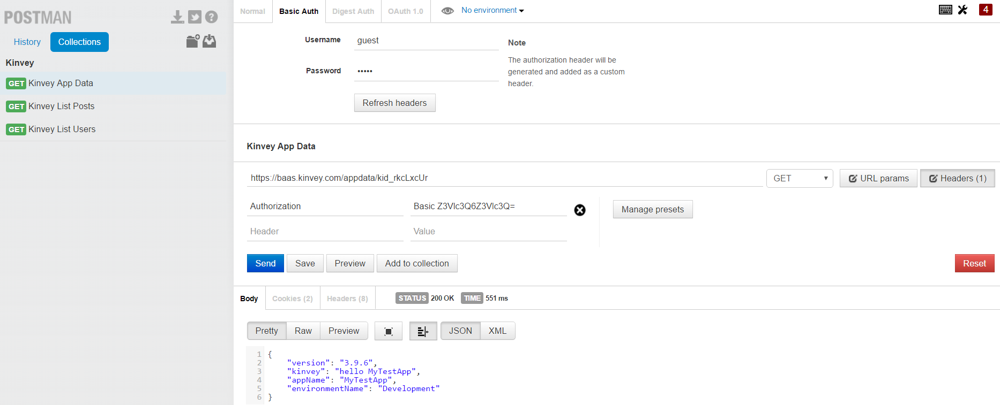 POSTMAN
History Collections
Kinvey
GET Kinvey App Data
GET Kinvey List Posts
GET Kinvey List Users
Normal Basic Auth Digest Auth OAuth 1.0 No environment 4
Username guest
Password •••••
Refresh headers
Note
The authorization header will be
generated and added as a custom
header.
Kinvey App Data
https://baas.kinvey.com/appdata/kid_rkcLxcUr GET URL params Headers (1)
Authorization Basic Z3Vlc3Q6Z3Vlc3Q= Manage presets
Header Value
Send Save Preview Add to collection Reset
Body Cookies (2) Headers (8) STATUS 200 OK TIME 551 ms
Pretty Raw Preview JSON XML
1 {
2 "version": "3.9.6",
3 "kinvey": "hello MyTestApp",
4 "appName": "MyTestApp",
5 "environmentName": "Development"
6 }